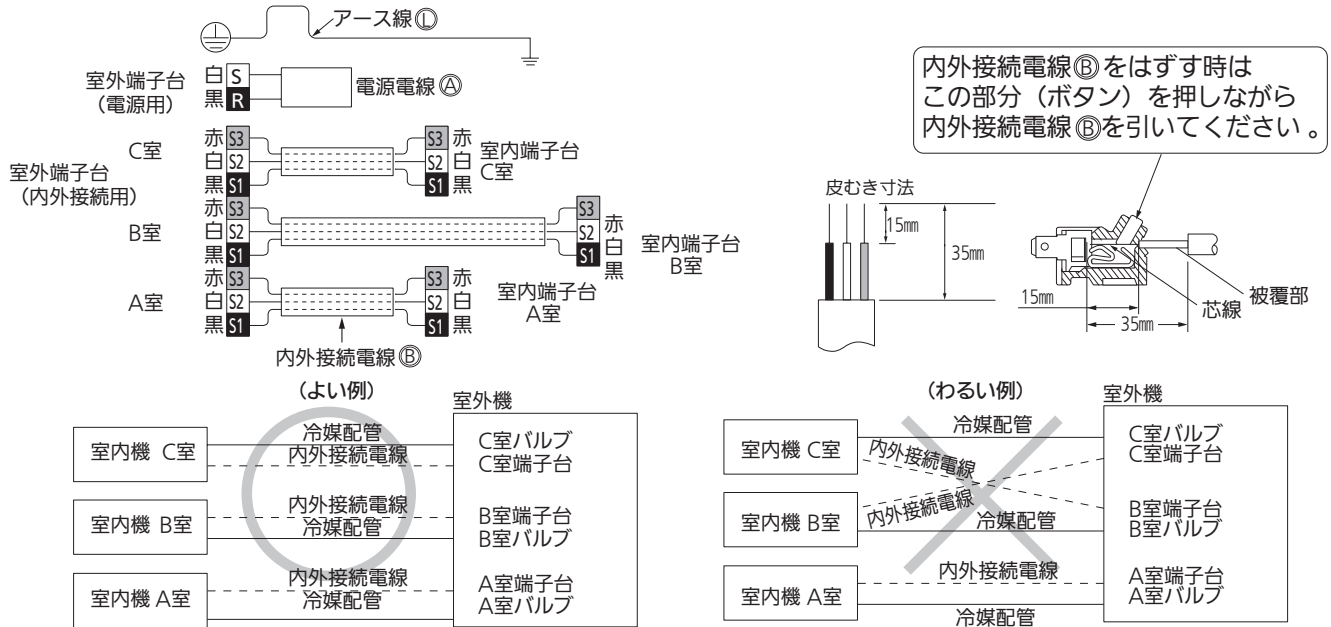 アース線Ⓛ
室外端子台
（電源用）
白 S
黒 R
電源電線Ⓐ
室外端子台
（内外接続用）
C室
赤 S3
白 S2
黒 S1
S3 赤
S2 白
S1 黒
室内端子台
C室
B室
赤 S3
白 S2
黒 S1
S3 赤
S2 白
S1 黒
室内端子台
B室
A室
赤 S3
白 S2
黒 S1
S3 赤
S2 白
S1 黒
室内端子台
A室
内外接続電線Ⓑ
内外接続電線Ⓑをはずす時は
この部分（ボタン）を押しながら
内外接続電線Ⓑを引いてください。
皮むき寸法
15㎜
35㎜
15㎜
35㎜
芯線
被覆部
（よい例）
室外機
室内機 C室
冷媒配管
内外接続電線
C室バルブ
C室端子台
室内機 B室
内外接続電線
冷媒配管
B室端子台
B室バルブ
室内機 A室
内外接続電線
冷媒配管
A室端子台
A室バルブ
（わるい例）
室外機
室内機 C室
冷媒配管
内外接続電線
C室バルブ
C室端子台
室内機 B室
内外接続電線
冷媒配管
B室端子台
B室バルブ
室内機 A室
内外接続電線
冷媒配管
A室端子台
A室バルブ